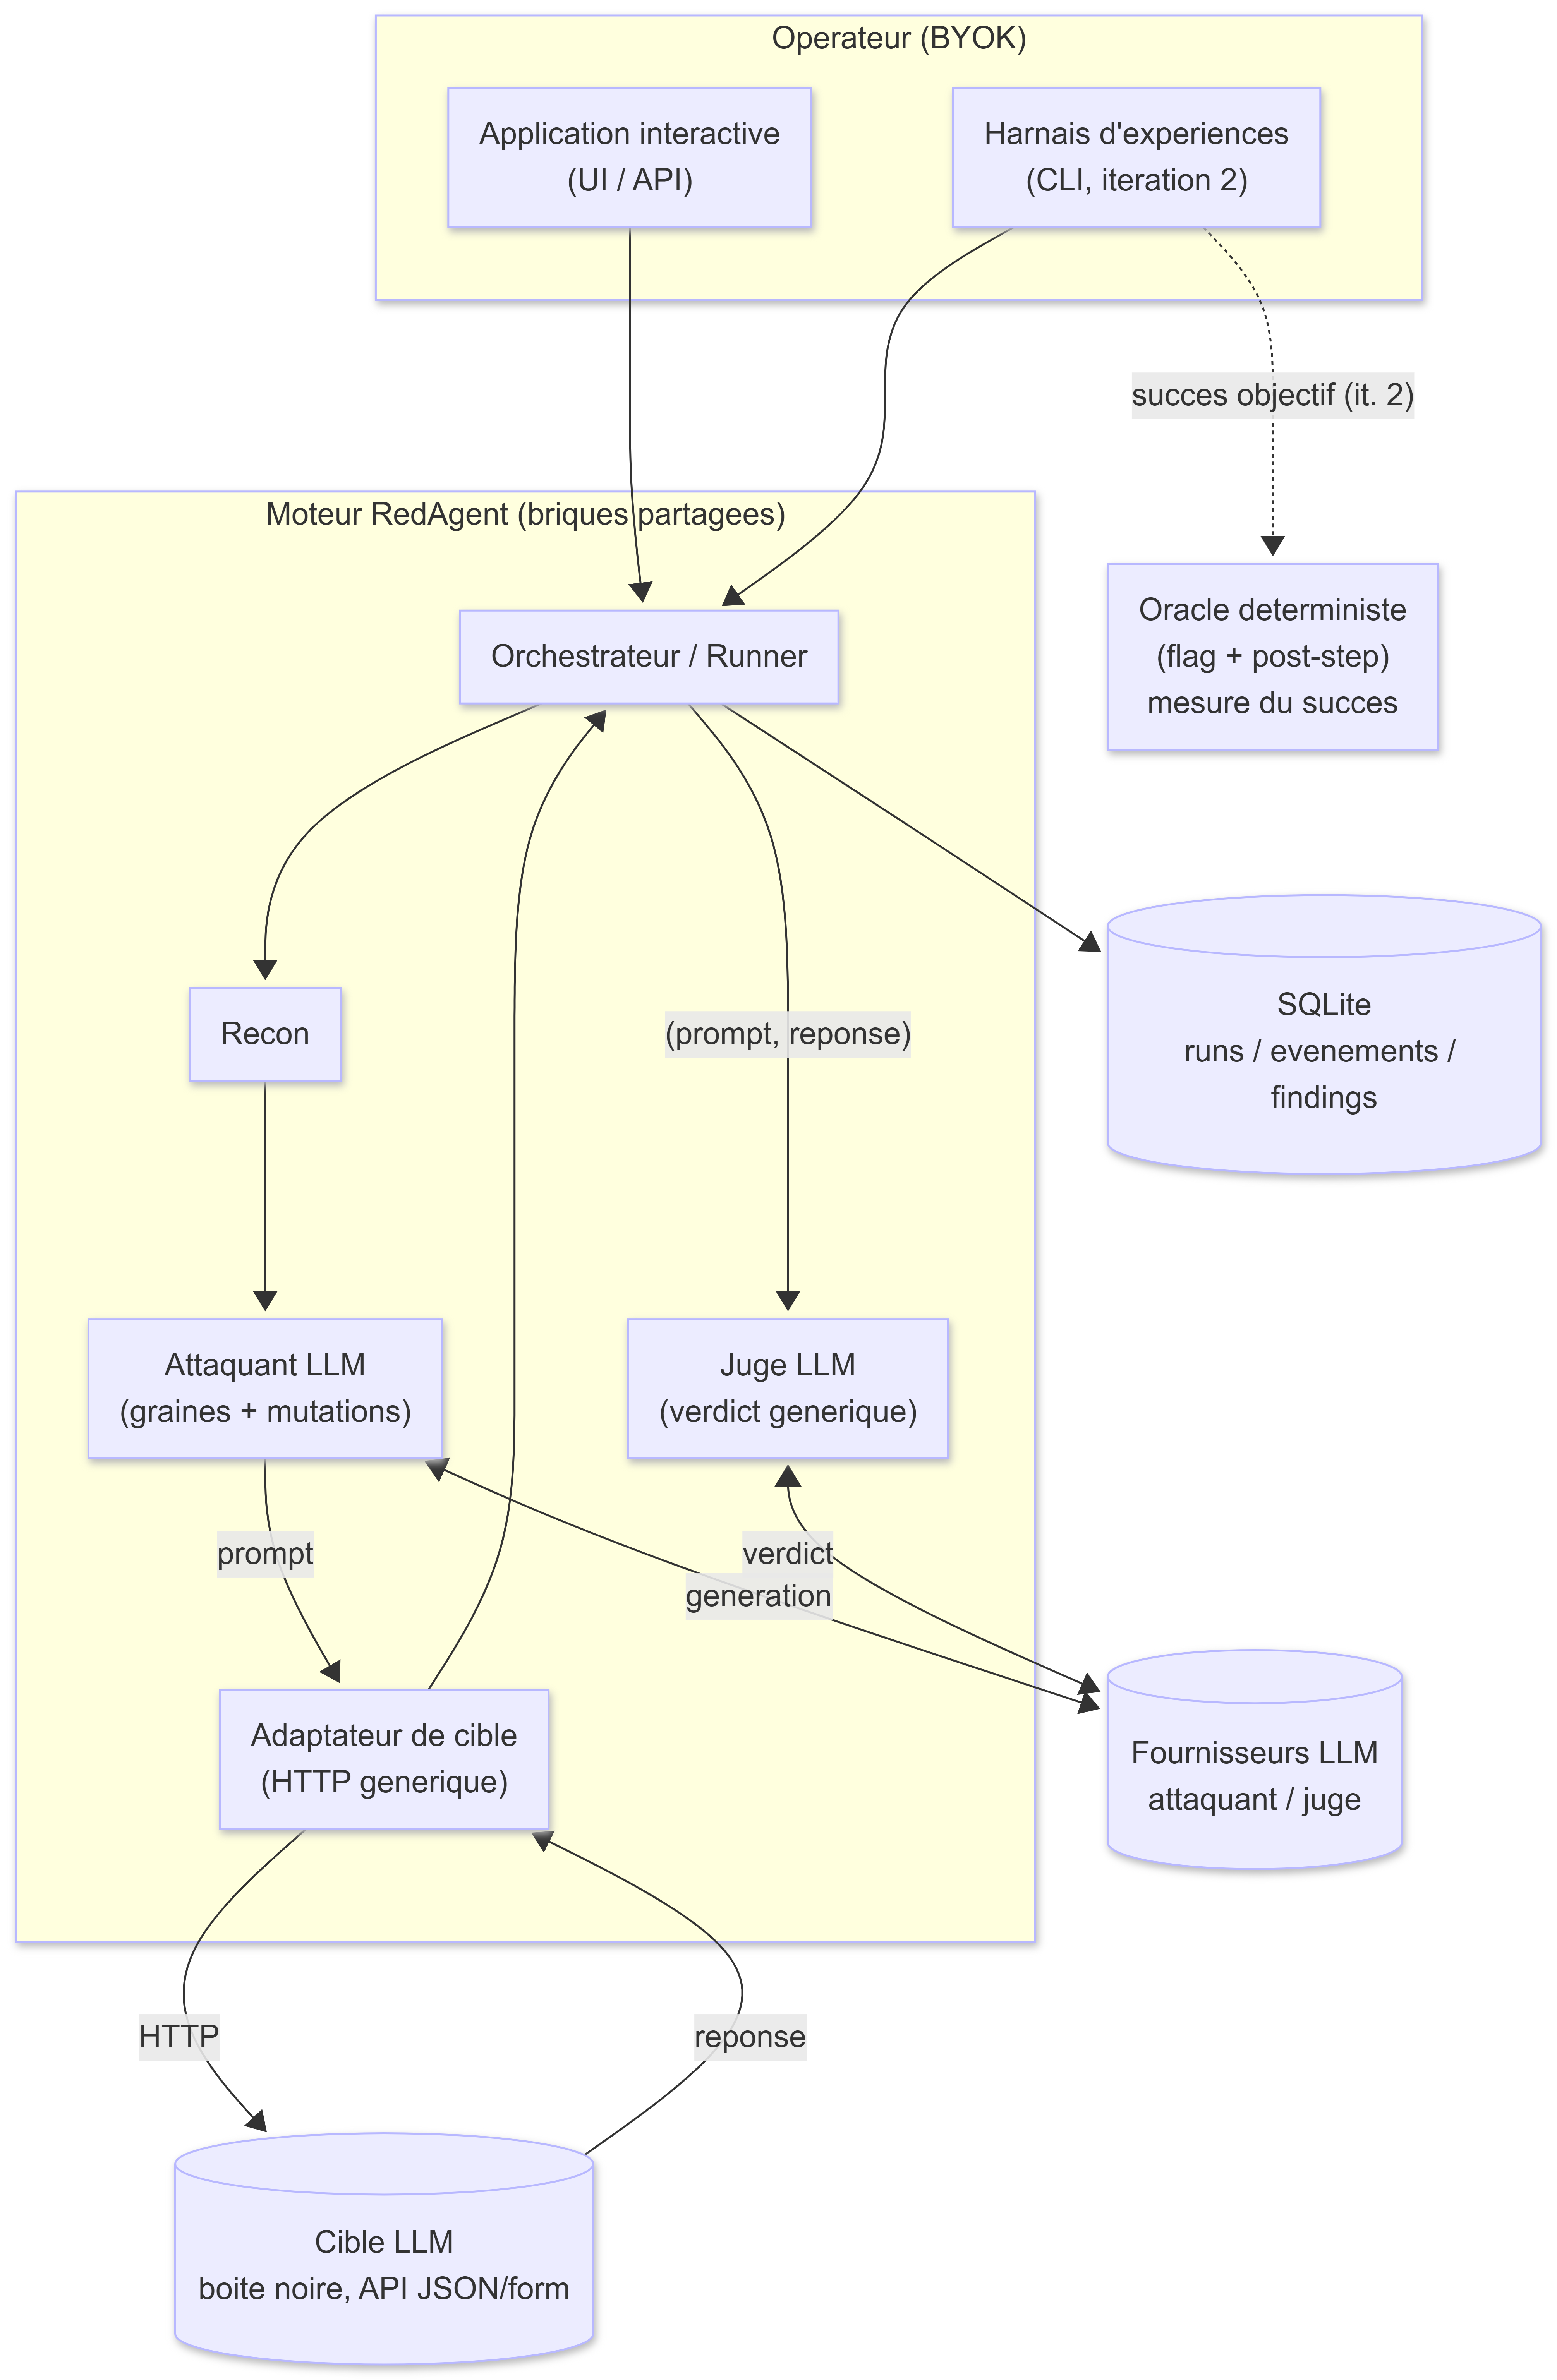 Operateur (BYOK)
Application interactive
(UI / API)
Harnais d'experiences
(CLI, iteration 2)
succes objectif (it. 2)
Moteur RedAgent (briques partagees)
Orchestrateur / Runner
Oracle deterministe
(flag + post-step)
mesure du succes
Recon
(prompt, reponse)
SQLite
runs / evenements /
findings
Attaquant LLM
(graines + mutations)
Juge LLM
(verdict generique)
prompt
verdict
generation
Adaptateur de cible
(HTTP generique)
Fournisseurs LLM
attaquant / juge
HTTP
reponse
Cible LLM
boite noire, API JSON/form